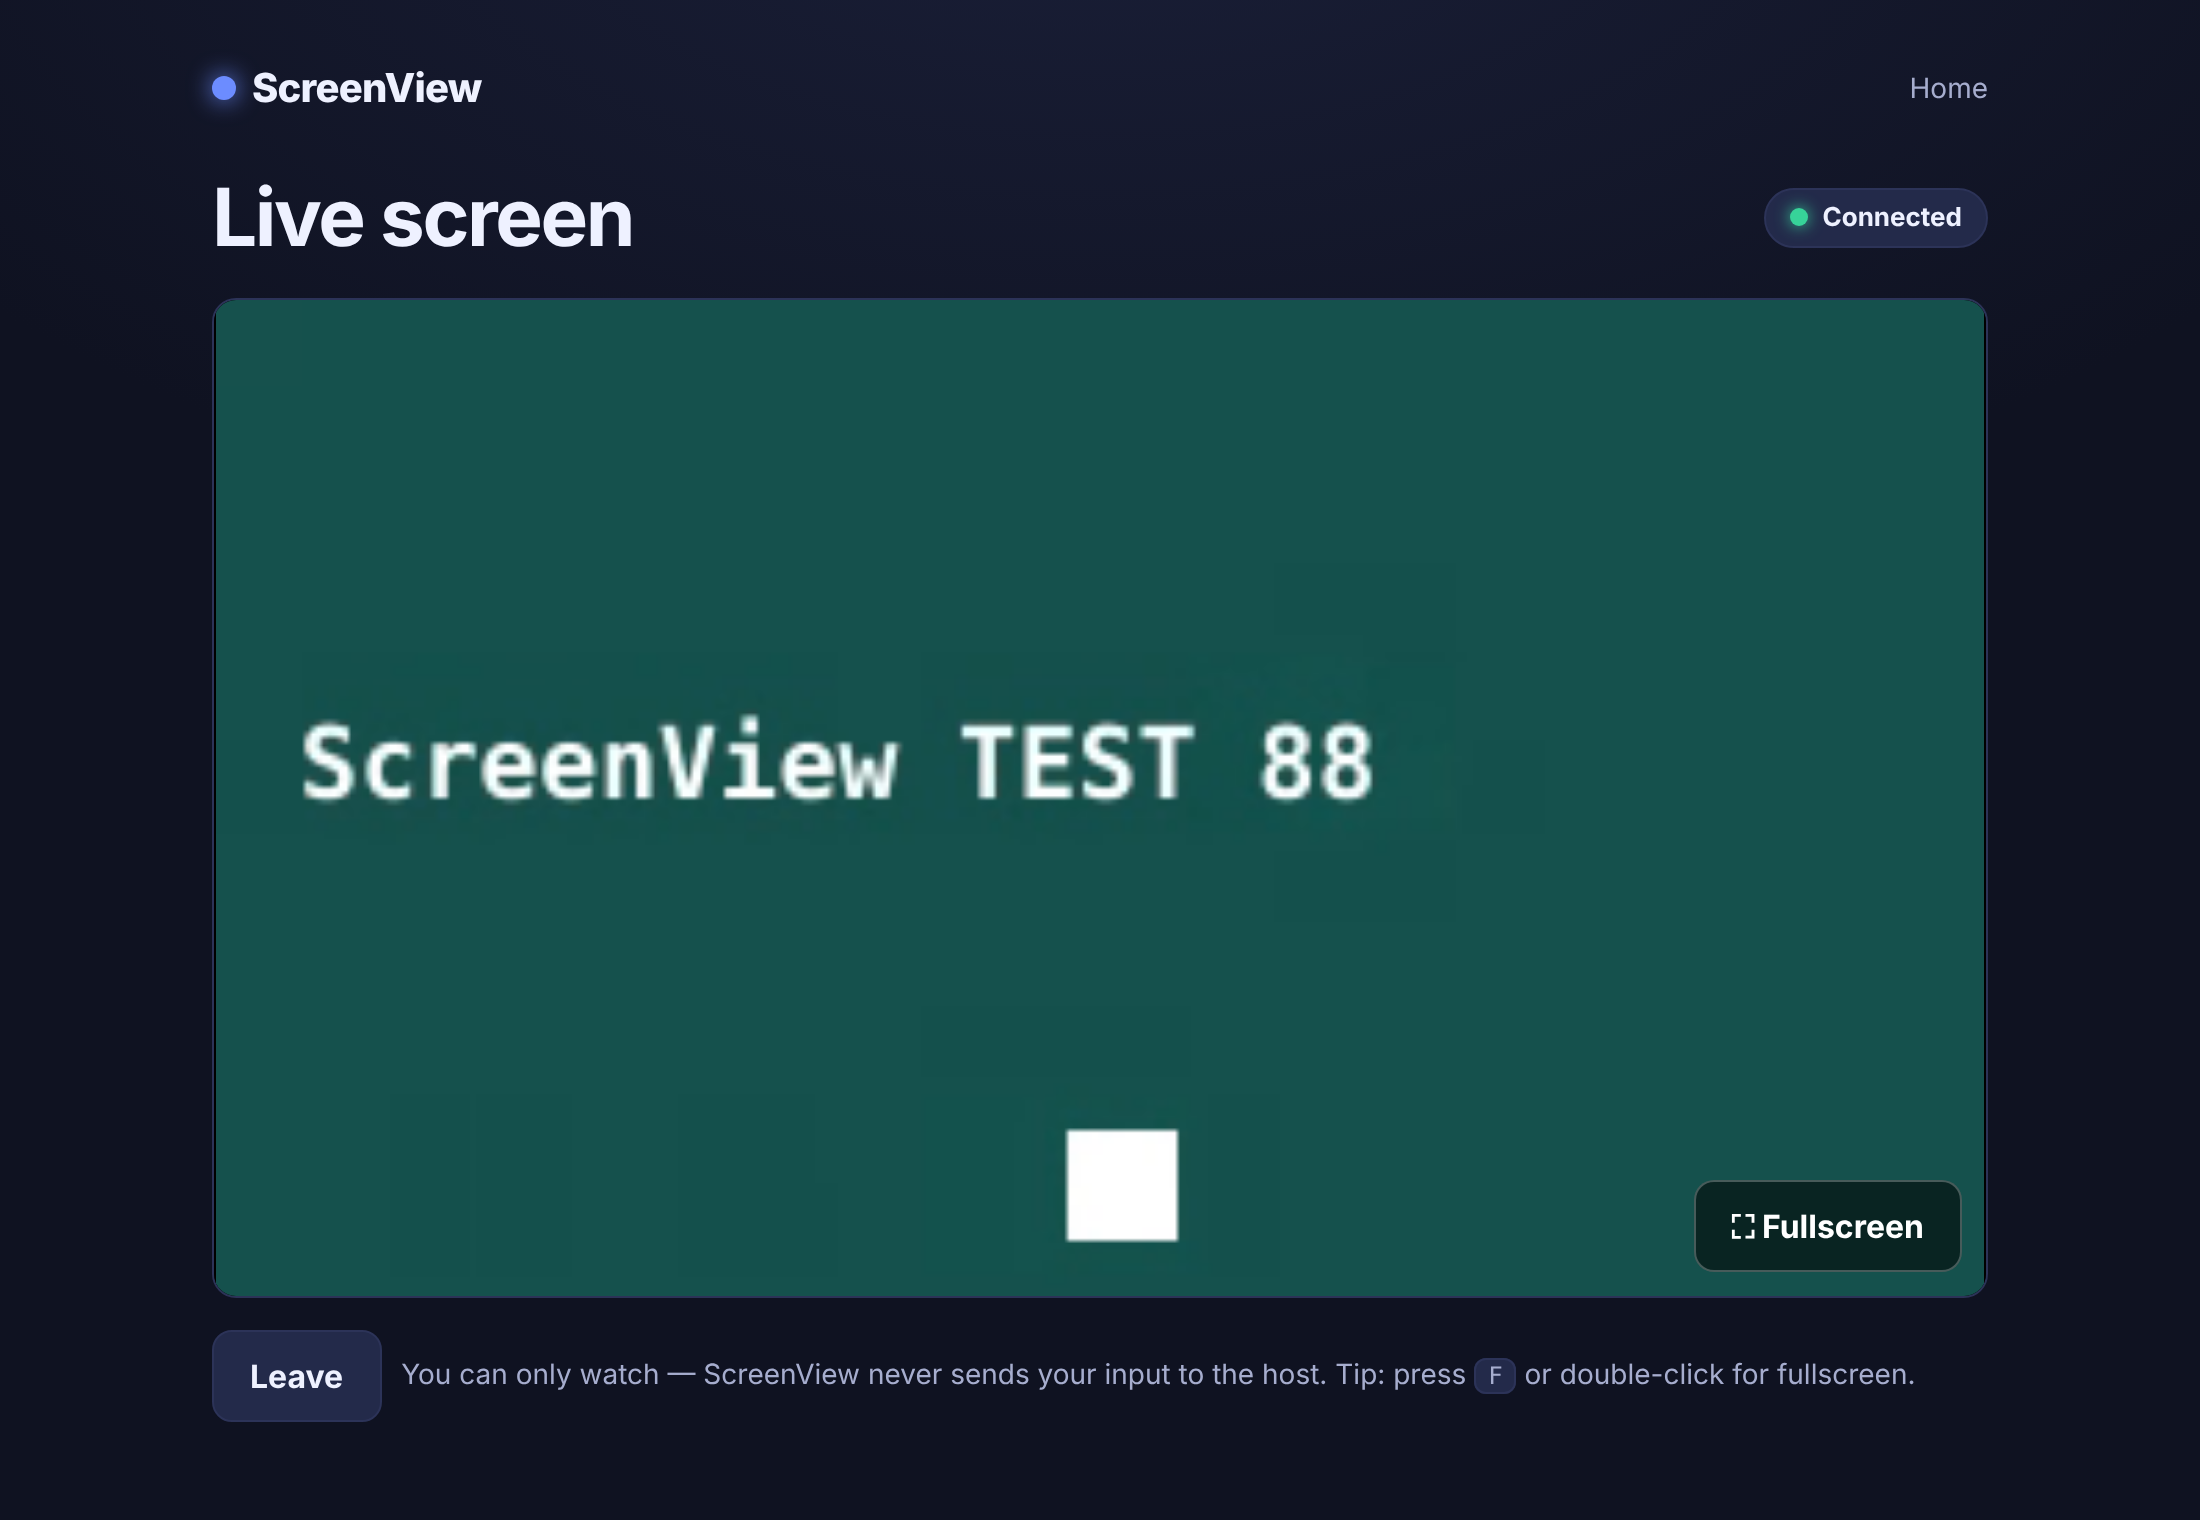 ScreenView
Home
Live screen
Connected
ScreenView TEST 88
Fullscreen
Leave
You can only watch — ScreenView never sends your input to the host. Tip: press F or double-click for fullscreen.